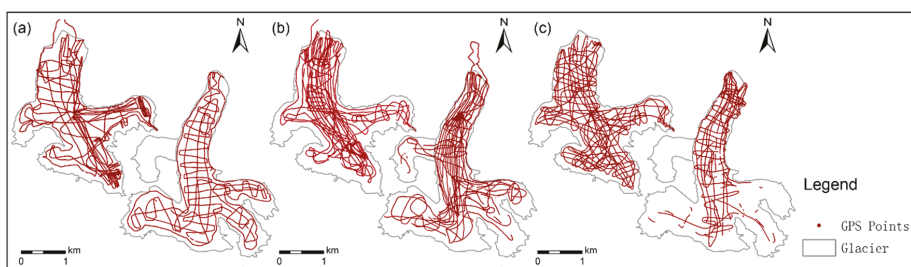 (a)
N
(b)
N
(c)
N
Legend
GPS Points
Glacier
km
0 1
km
0 1
km
0 1